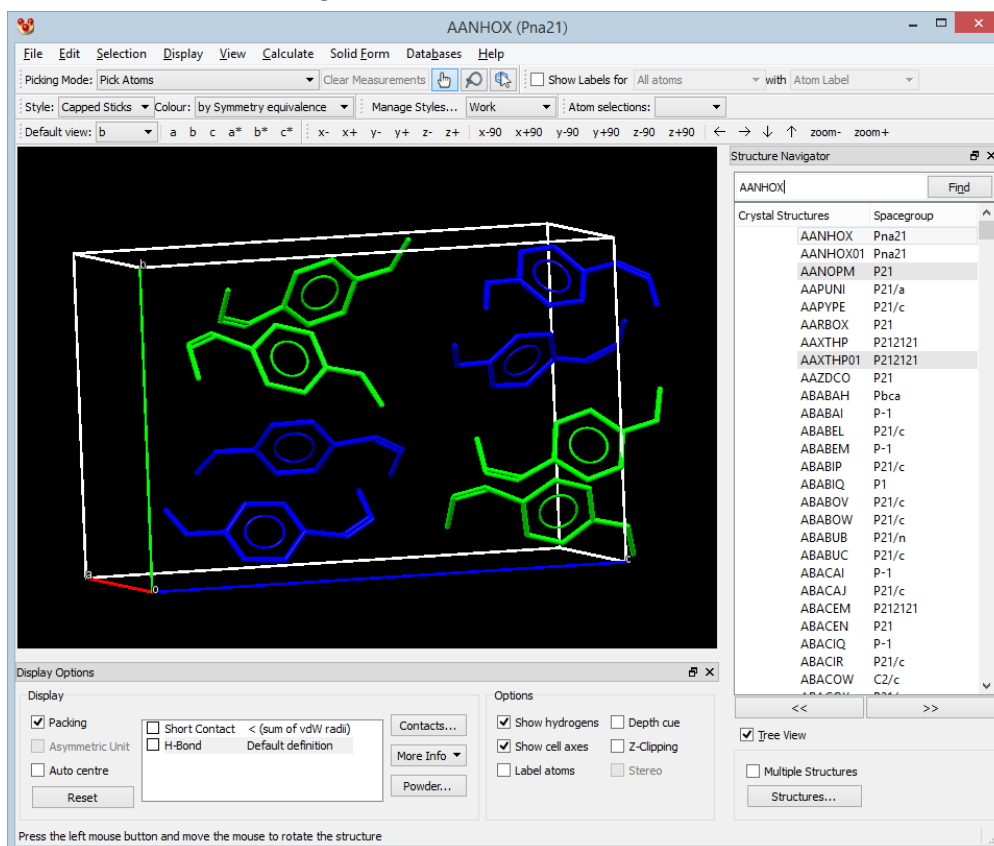 AANHOX (Pna21)
File Edit Selection Display View Calculate Solid Form Databases Help
Picking Mode: Pick Atoms Clear Measurements Show Labels for All atoms with Atom Label
Style: Capped Sticks Colour: by Symmetry equivalence Manage Styles... Work Atom selections:
Default view: b a b c a* b* c* x- x+ y- y+ z- z+ x-90 x+90 y-90 y+90 z-90 z+90 ← → ↓ ↑ zoom- zoom+
b
a
o
c
Structure Navigator
AANHOX Find
Crystal Structures Spacegroup
AANHOX Pna21
AANHOX01 Pna21
AANOPM P21
AAPUNI P21/a
AAPYPE P21/c
AARBOX P21
AAXTHP P212121
AAXTHP01 P212121
AAZDCO P21
ABABAH Pbca
ABABAI P-1
ABABEL P21/c
ABABEM P-1
ABABIP P21/c
ABABIQ P1
ABABOV P21/c
ABABOW P21/c
ABABUB P21/n
ABABUC P21/c
ABACAI P-1
ABACAJ P21/c
ABACEM P212121
ABACEN P21
ABACIQ P-1
ABACIR P21/c
ABACOW C2/c
<< >>
Tree View
Multiple Structures
Structures...
Display Options
Display
Packing
Asymmetric Unit
Auto centre
Reset
Short Contact < (sum of vdW radii)
H-Bond Default definition
Contacts...
More Info
Powder...
Options
Show hydrogens Depth cue
Show cell axes Z-Clipping
Label atoms Stereo
Press the left mouse button and move the mouse to rotate the structure